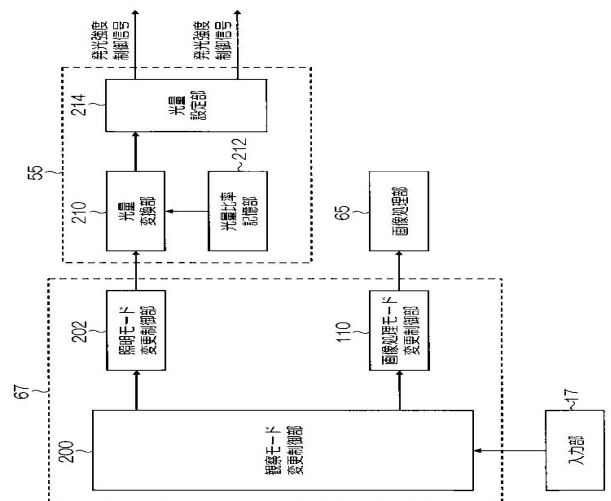 発光強度
制御信号
発光強度
制御信号
214
光量
設定部
55
210
光量
変換部
212
光量比率
記憶部
65
画像処理部
67
202
照明モード
変更制御部
110
画像処理モード
変更制御部
200
観察モード
変更制御部
17
入力部